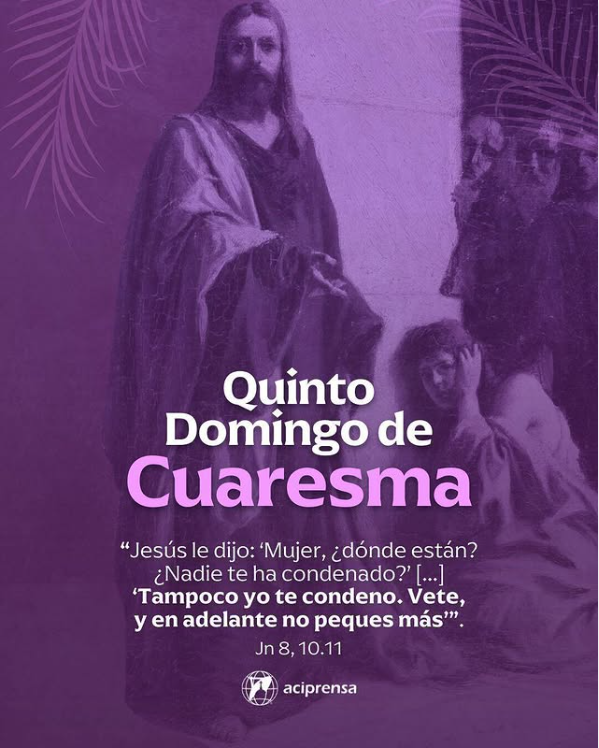 Quinto
Domingo de
Cuaresma
“Jesús le dijo: ‘Mujer, ¿dónde están?
¿Nadie te ha condenado?’ [...]
‘Tampoco yo te condeno. Vete,
y en adelante no peques más’”.
Jn 8, 10.11
aciprensa